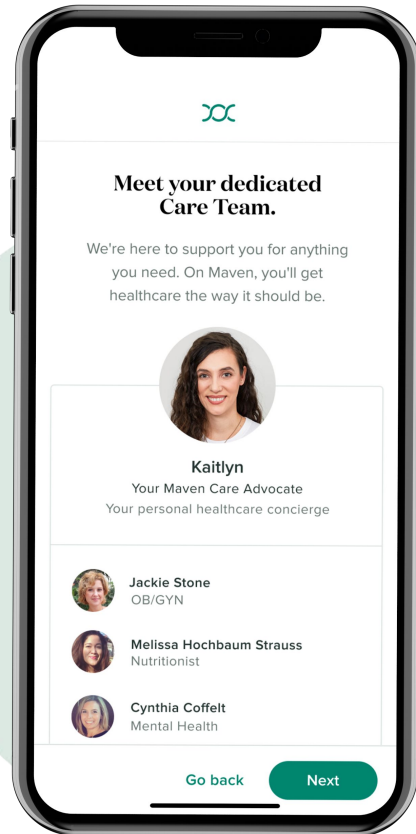 Meet your dedicated
Care Team.
We're here to support you for anything
you need. On Maven, you'll get
healthcare the way it should be.
Kaitlyn
Your Maven Care Advocate
Your personal healthcare concierge
Jackie Stone
OB/GYN
Melissa Hochbaum Strauss
Nutritionist
Cynthia Coffelt
Mental Health
Go back
Next